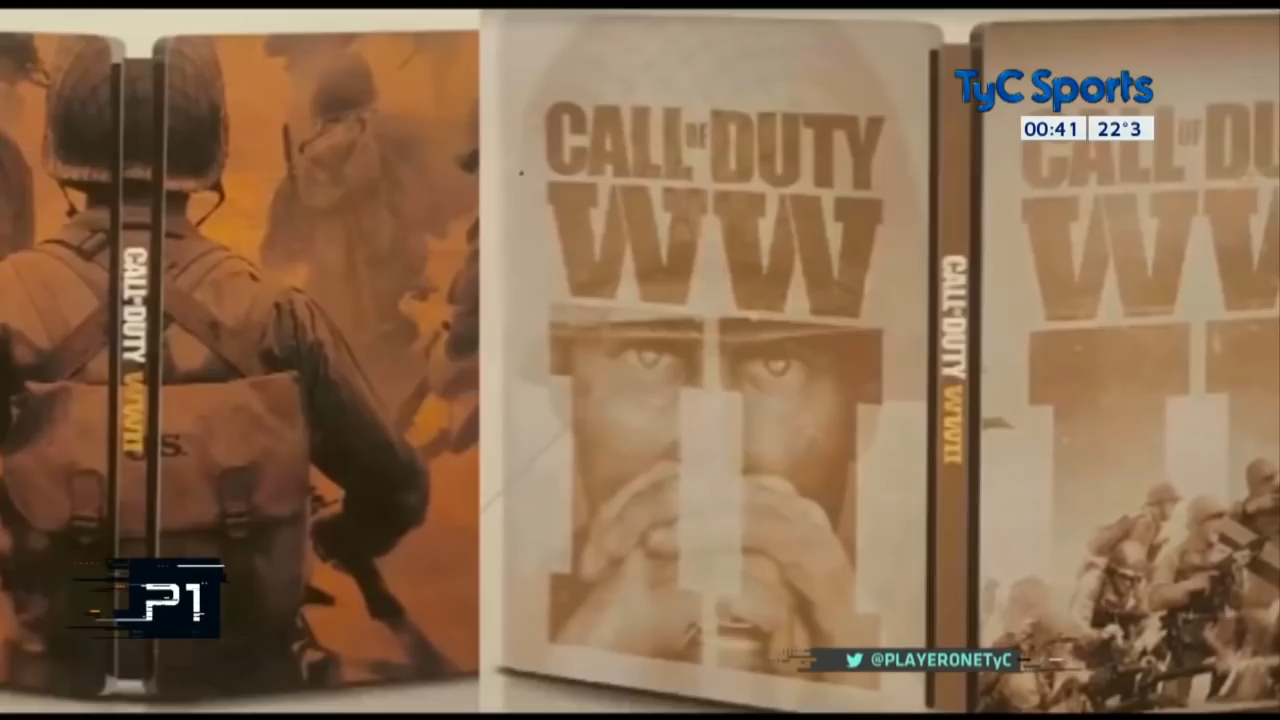 TyC Sports
00:41 22°3
CALL OF DUTY
WW
II
CALL OF DU
WW
II
CALL OF DUTY WWII
U.S.
CALL OF DUTY WWII
P1
@PLAYERONETyC